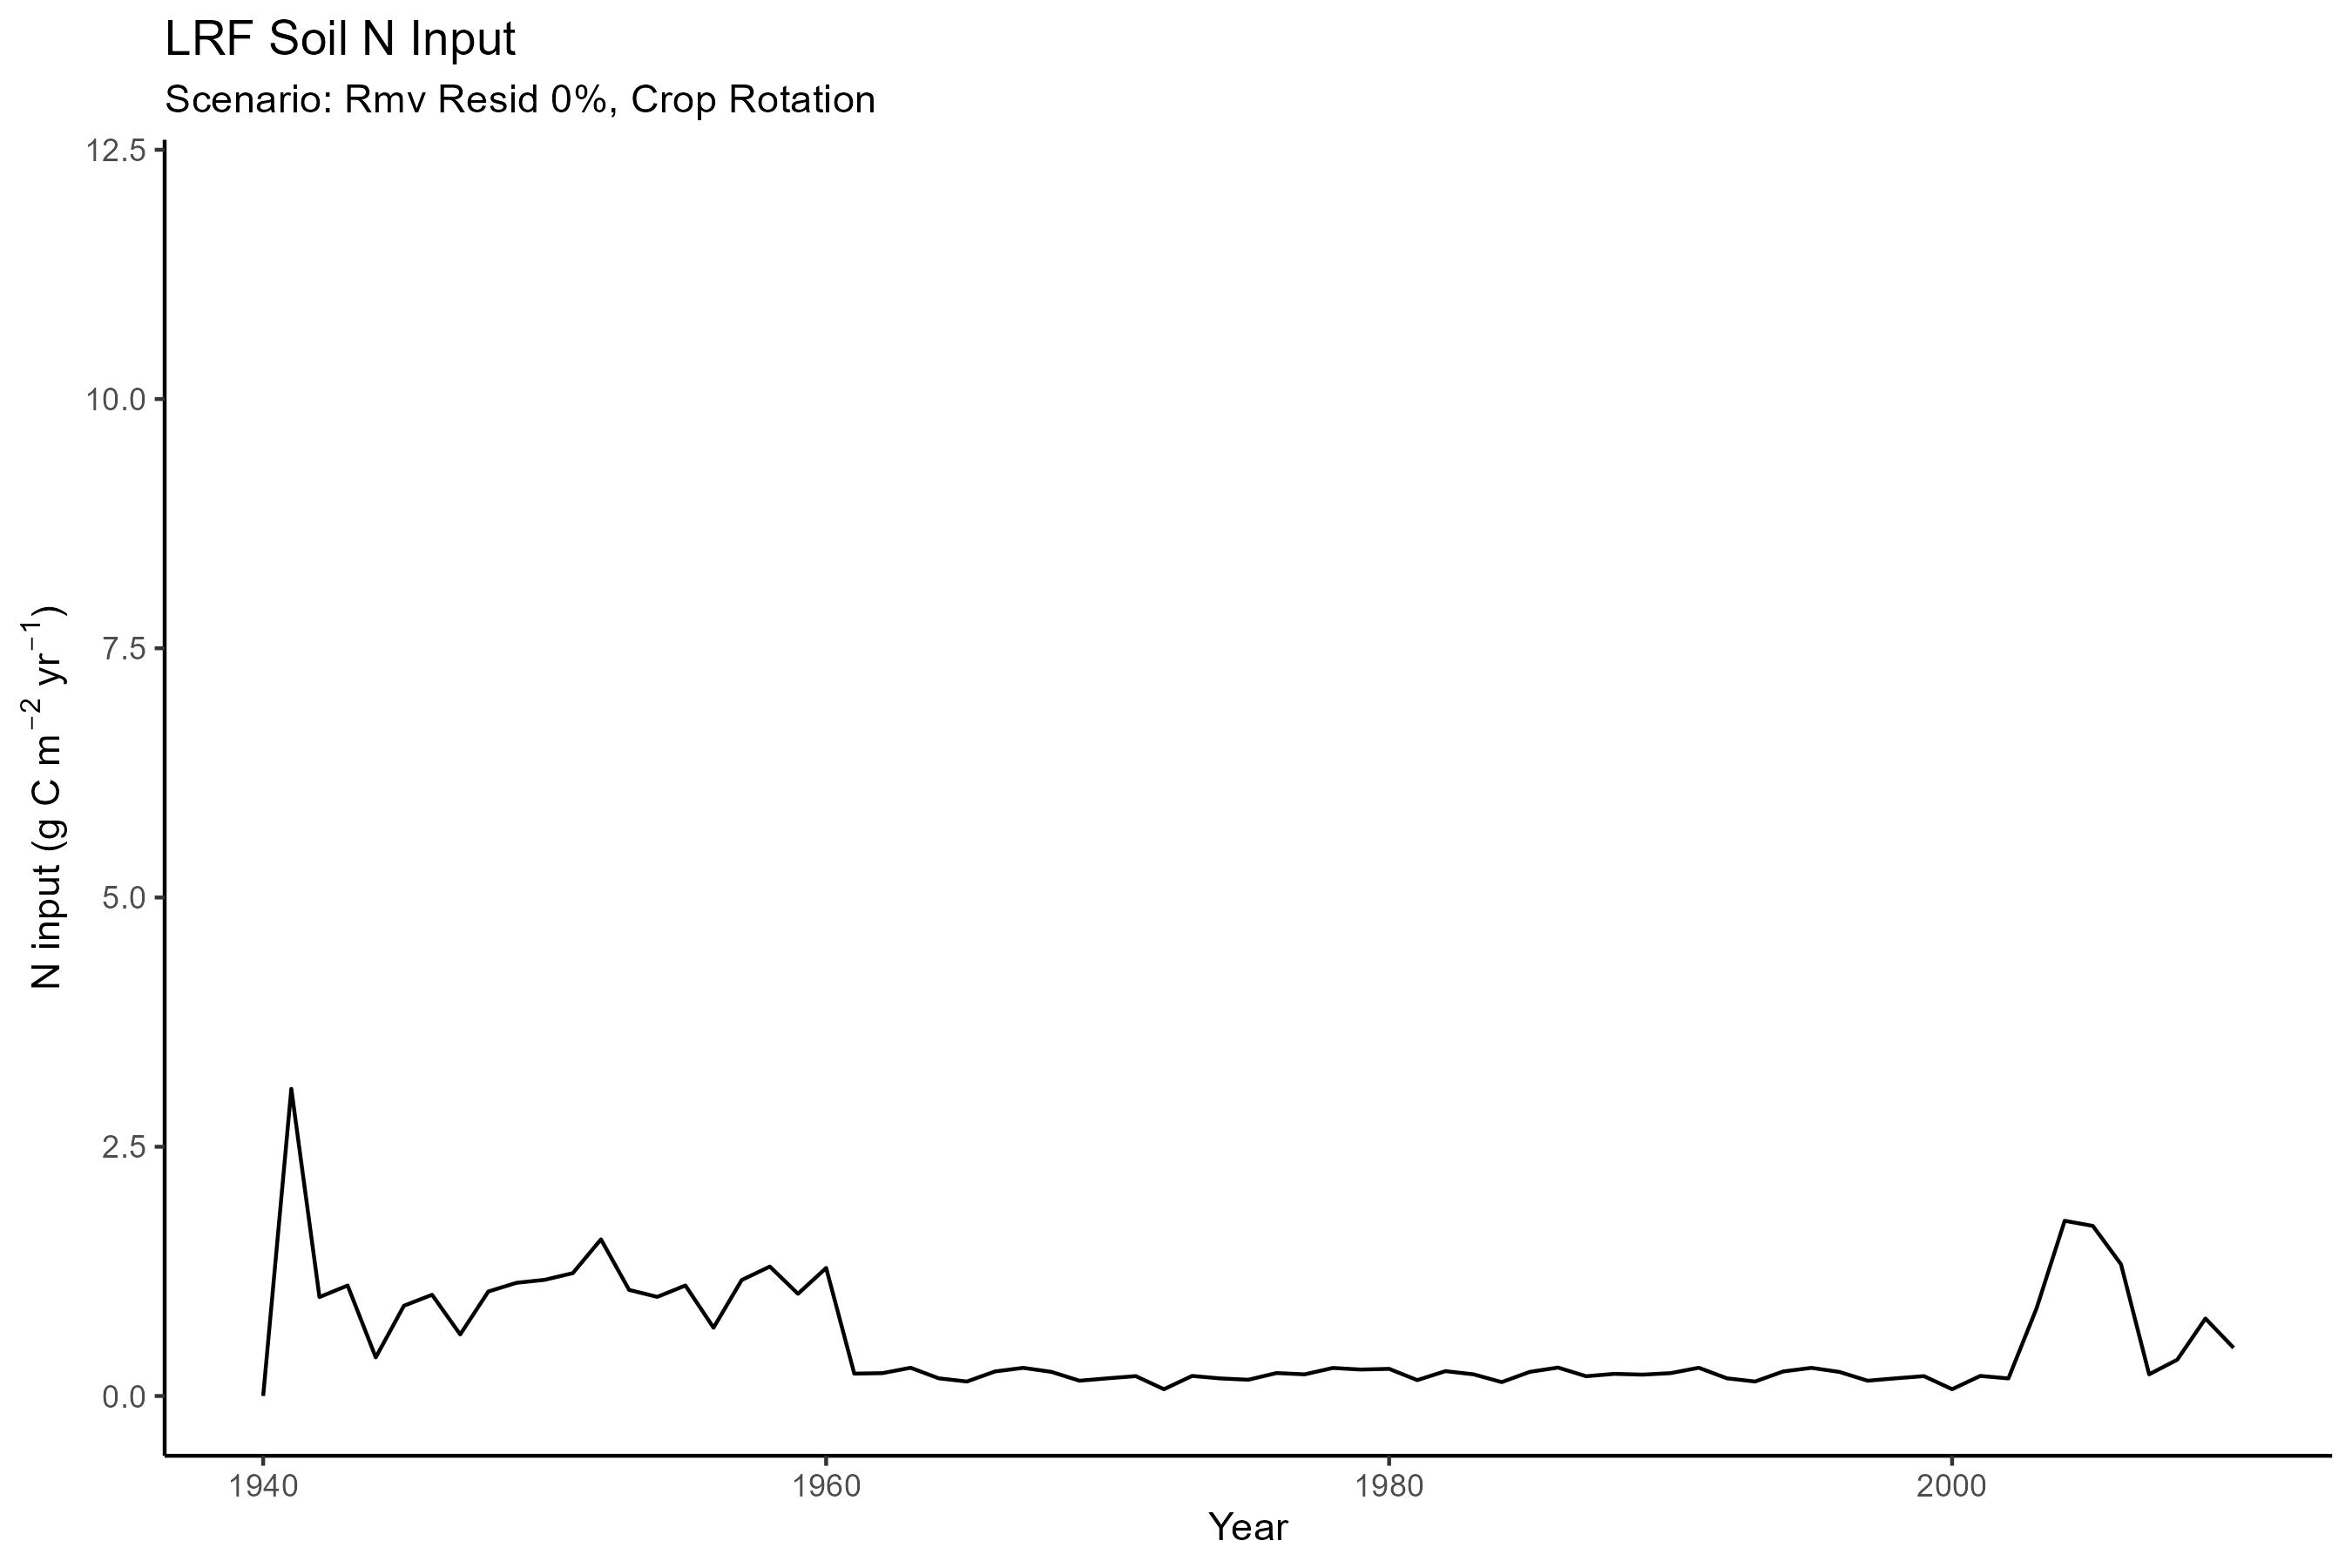 LRF Soil N Input
Scenario: Rmv Resid 0%, Crop Rotation
N input (g C m⁻² yr⁻¹)
12.5
10.0
7.5
5.0
2.5
0.0
1940 1960 1980 2000
Year